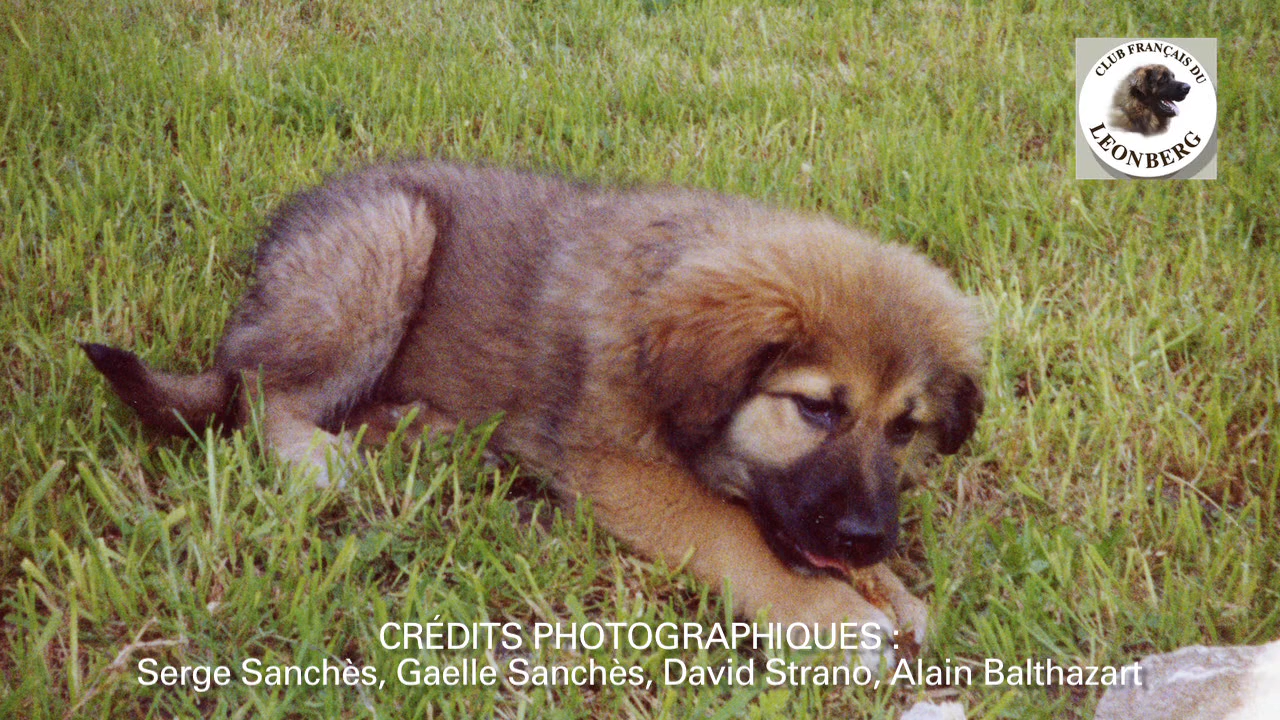 CLUB FRANÇAIS DU
LEONBERG
CRÉDITS PHOTOGRAPHIQUES :
Serge Sanchès, Gaelle Sanchès, David Strano, Alain Balthazart